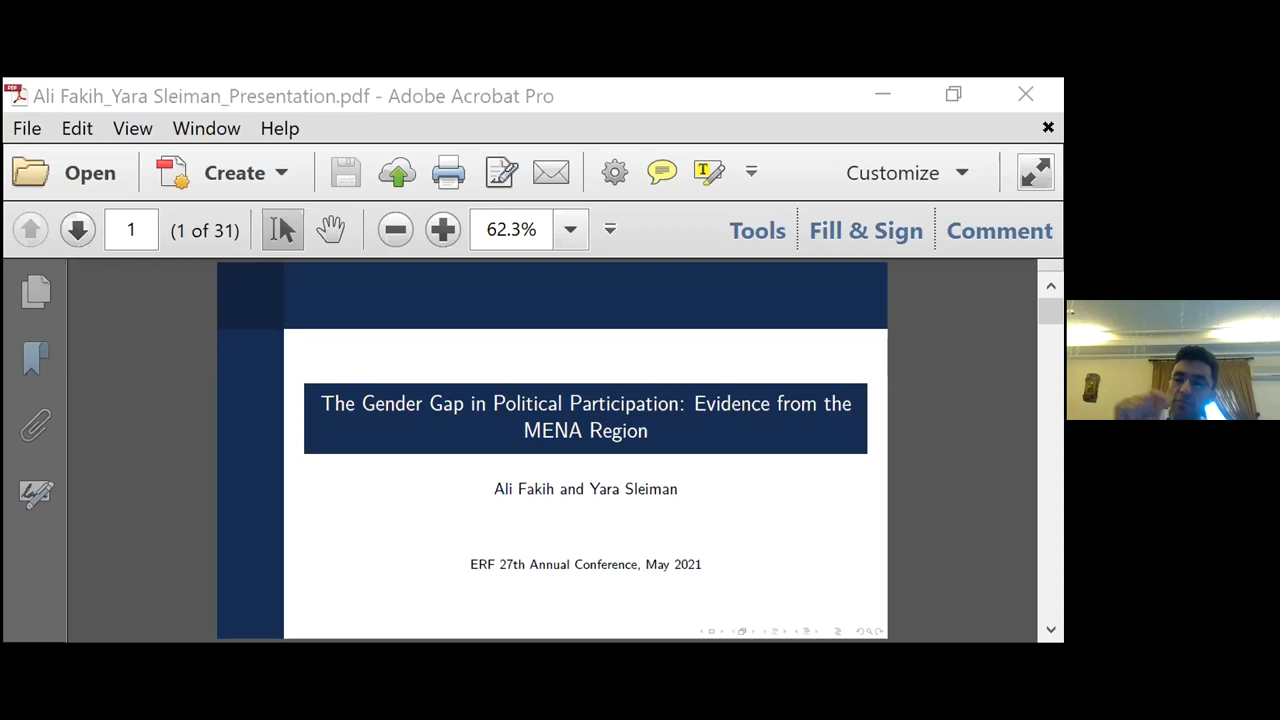 Ali Fakih_Yara Sleiman_Presentation.pdf - Adobe Acrobat Pro
File Edit View Window Help
Open Create Customize
1 (1 of 31) 62.3% Tools Fill & Sign Comment
The Gender Gap in Political Participation: Evidence from the
MENA Region
Ali Fakih and Yara Sleiman
ERF 27th Annual Conference, May 2021